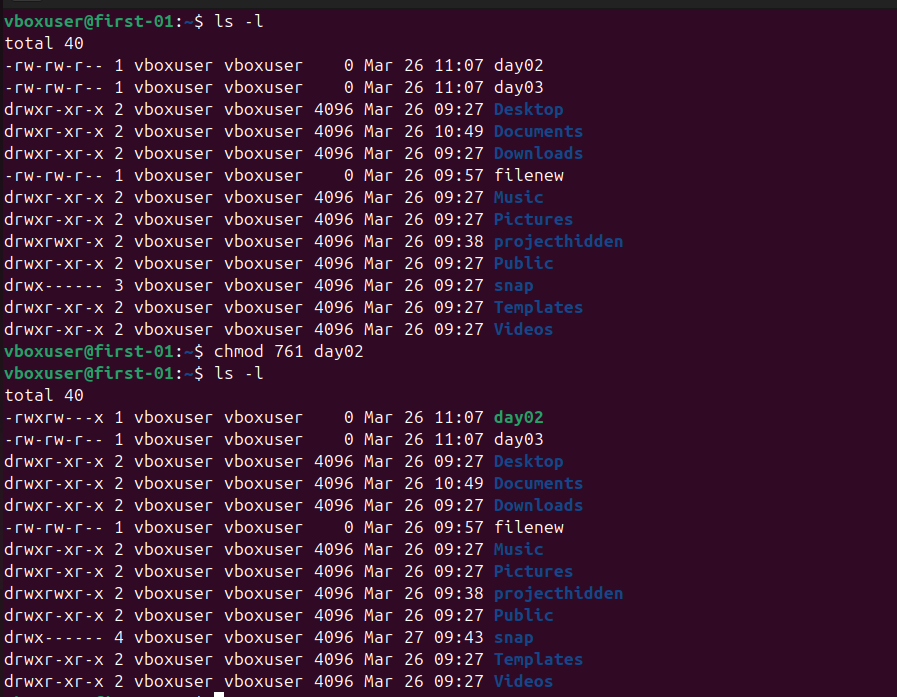 vboxuser@first-01:~$ ls -l
total 40
-rw-rw-r-- 1 vboxuser vboxuser    0 Mar 26 11:07 day02
-rw-rw-r-- 1 vboxuser vboxuser    0 Mar 26 11:07 day03
drwxr-xr-x 2 vboxuser vboxuser 4096 Mar 26 09:27 Desktop
drwxr-xr-x 2 vboxuser vboxuser 4096 Mar 26 10:49 Documents
drwxr-xr-x 2 vboxuser vboxuser 4096 Mar 26 09:27 Downloads
-rw-rw-r-- 1 vboxuser vboxuser    0 Mar 26 09:57 filenew
drwxr-xr-x 2 vboxuser vboxuser 4096 Mar 26 09:27 Music
drwxr-xr-x 2 vboxuser vboxuser 4096 Mar 26 09:27 Pictures
drwxrwxr-x 2 vboxuser vboxuser 4096 Mar 26 09:38 projecthidden
drwxr-xr-x 2 vboxuser vboxuser 4096 Mar 26 09:27 Public
drwx------ 3 vboxuser vboxuser 4096 Mar 26 09:27 snap
drwxr-xr-x 2 vboxuser vboxuser 4096 Mar 26 09:27 Templates
drwxr-xr-x 2 vboxuser vboxuser 4096 Mar 26 09:27 Videos
vboxuser@first-01:~$ chmod 761 day02
vboxuser@first-01:~$ ls -l
total 40
-rwxrw---x 1 vboxuser vboxuser    0 Mar 26 11:07 day02
-rw-rw-r-- 1 vboxuser vboxuser    0 Mar 26 11:07 day03
drwxr-xr-x 2 vboxuser vboxuser 4096 Mar 26 09:27 Desktop
drwxr-xr-x 2 vboxuser vboxuser 4096 Mar 26 10:49 Documents
drwxr-xr-x 2 vboxuser vboxuser 4096 Mar 26 09:27 Downloads
-rw-rw-r-- 1 vboxuser vboxuser    0 Mar 26 09:57 filenew
drwxr-xr-x 2 vboxuser vboxuser 4096 Mar 26 09:27 Music
drwxr-xr-x 2 vboxuser vboxuser 4096 Mar 26 09:27 Pictures
drwxrwxr-x 2 vboxuser vboxuser 4096 Mar 26 09:38 projecthidden
drwxr-xr-x 2 vboxuser vboxuser 4096 Mar 26 09:27 Public
drwx------ 4 vboxuser vboxuser 4096 Mar 27 09:43 snap
drwxr-xr-x 2 vboxuser vboxuser 4096 Mar 26 09:27 Templates
drwxr-xr-x 2 vboxuser vboxuser 4096 Mar 26 09:27 Videos